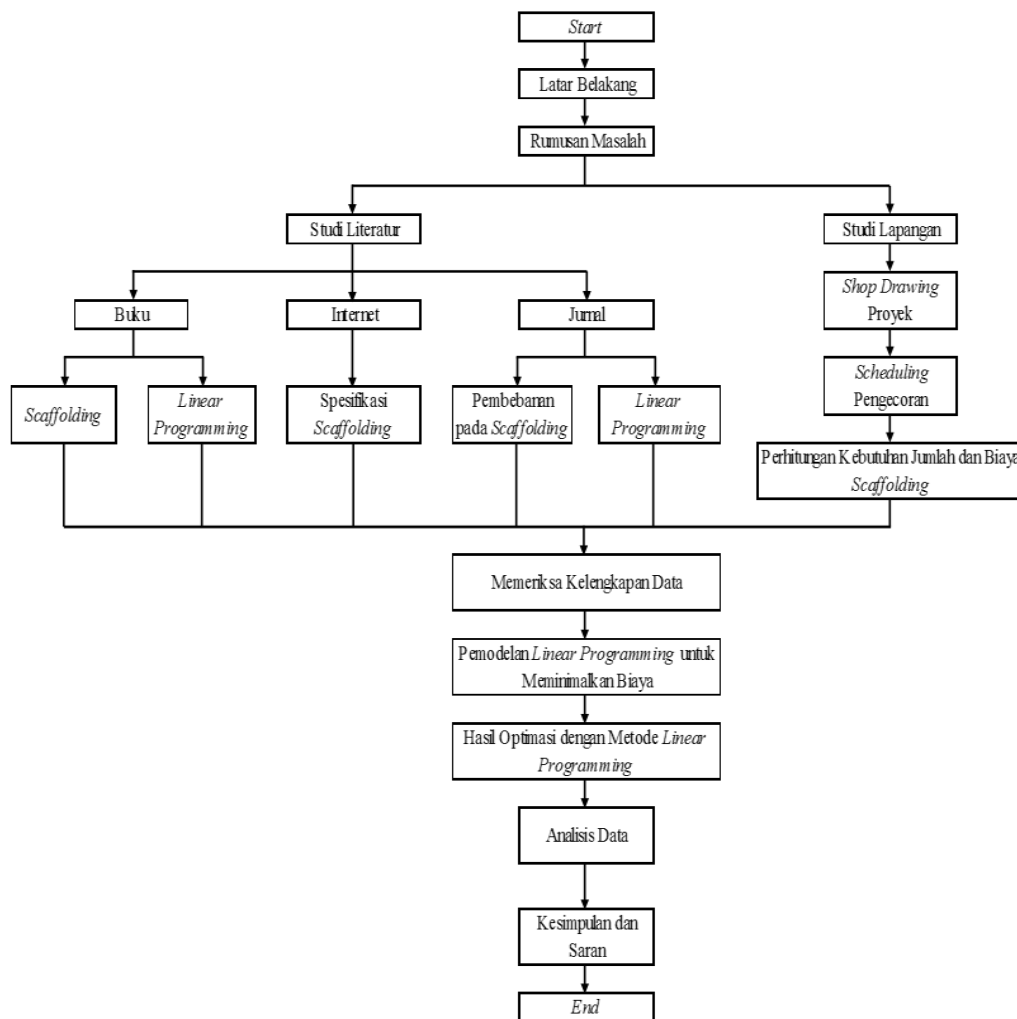 Start
Latar Belakang
Rumusan Masalah
Studi Literatur
Studi Lapangan
Buku
Internet
Jurnal
Shop Drawing
Proyek
Scaffolding
Linear
Programming
Spesifikasi
Scaffolding
Pembebanan
pada Scaffolding
Linear
Programming
Scheduling
Pengecoran
Perhitungan Kebutuhan Jumlah dan Biaya
Scaffolding
Memeriksa Kelengkapan Data
Pemodelan Linear Programming untuk
Meminimalkan Biaya
Hasil Optimasi dengan Metode Linear
Programming
Analisis Data
Kesimpulan dan
Saran
End